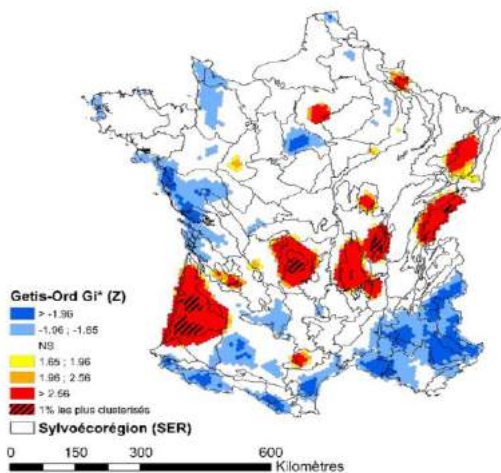 Getis-Ord Gi* (Z)
> -1.96
-1.96 ; -1.65
NS
1.65 ; 1.96
1.96 ; 2.56
> 2.56
1% les plus clusterisés
Sylvoécorégion (SER)
0 150 300 600
Kilomètres